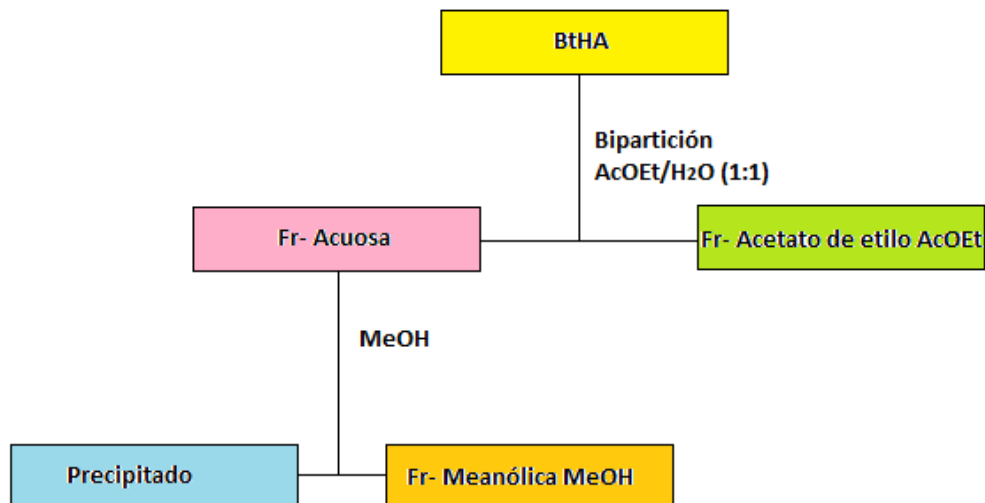 BtHA
Bipartición
AcOEt/H2O (1:1)
Fr- Acuosa
Fr- Acetato de etilo AcOEt
MeOH
Precipitado
Fr- Meanólica MeOH